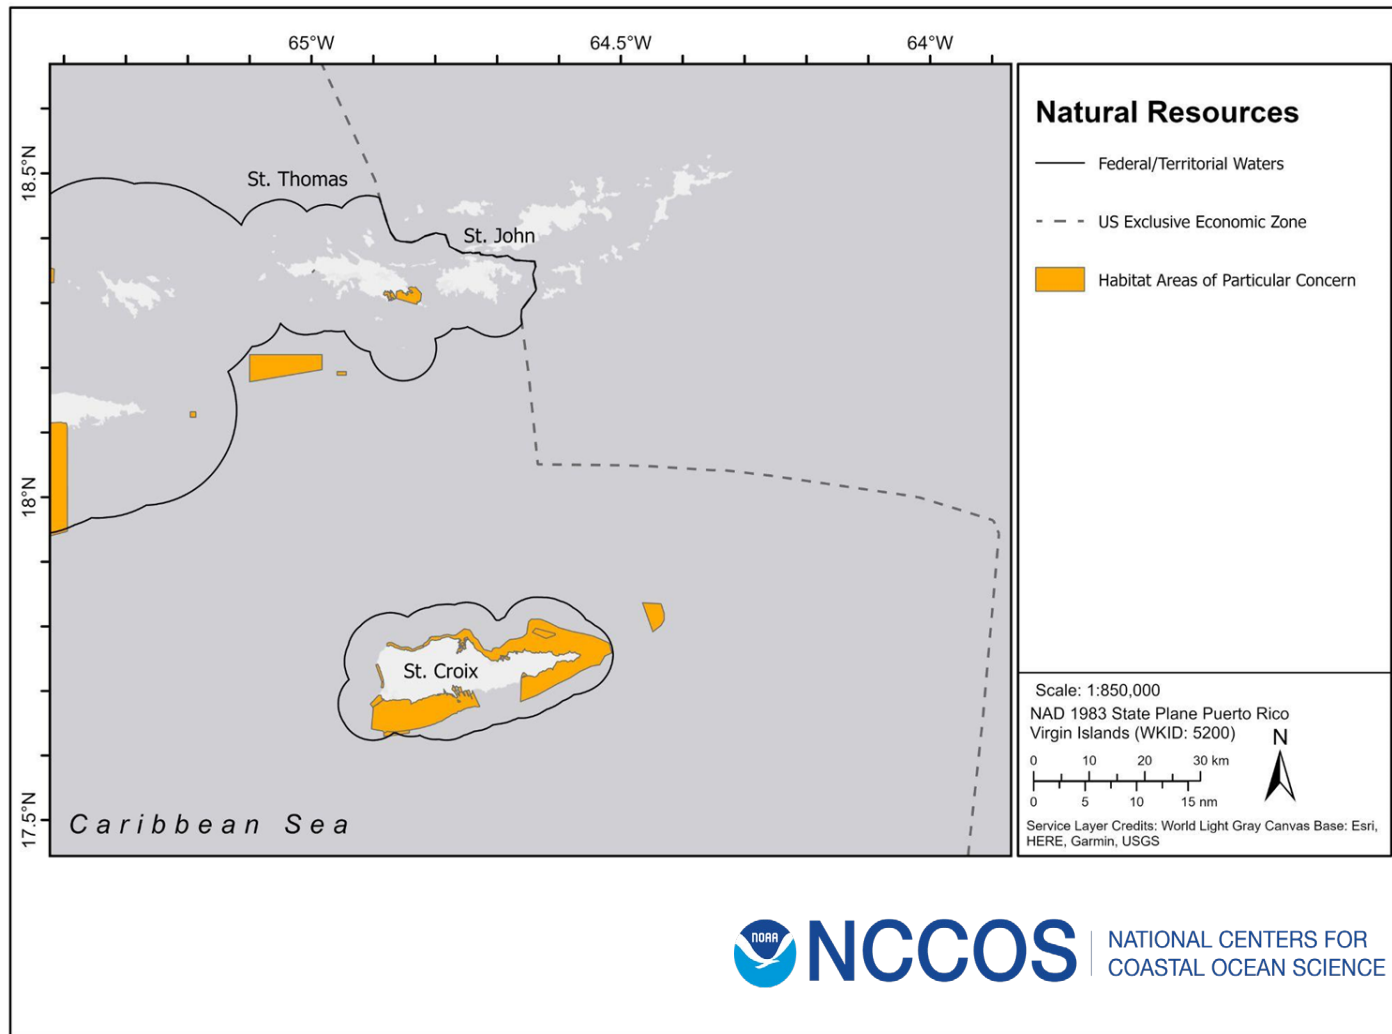 65°W
64.5°W
64°W
18.5°N
18°N
17.5°N
St. Thomas
St. John
St. Croix
Caribbean Sea
Natural Resources
Federal/Territorial Waters
US Exclusive Economic Zone
Habitat Areas of Particular Concern
Scale: 1:850,000
NAD 1983 State Plane Puerto Rico
Virgin Islands (WKID: 5200)
N
0 10 20 30 km
0 5 10 15 nm
Service Layer Credits: World Light Gray Canvas Base: Esri,
HERE, Garmin, USGS
NOAA
NCCOS
NATIONAL CENTERS FOR
COASTAL OCEAN SCIENCE